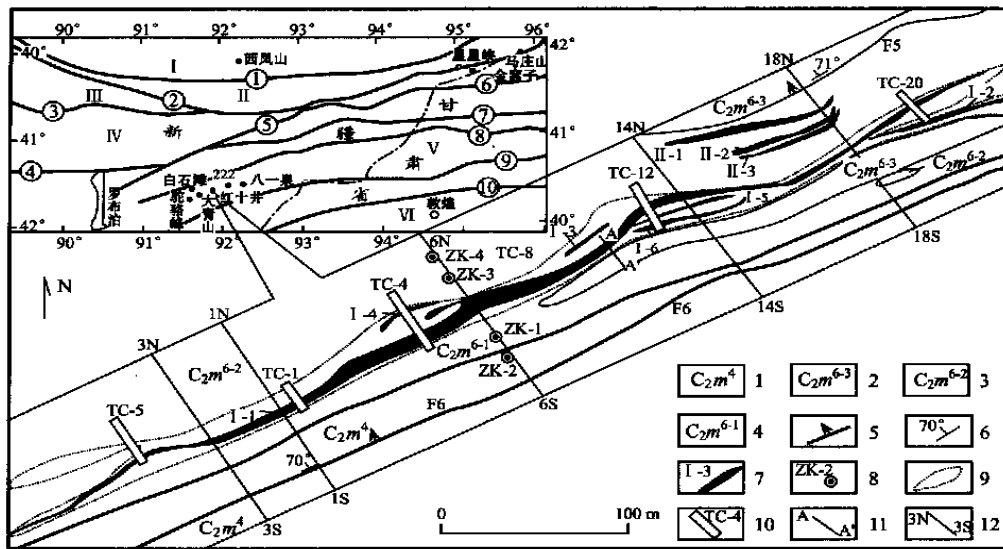 90° 91° 92° 93° 94° 95° 96°
40° 42°
西凤山 星星峡 马庄山
金窝子
I ① II
③ III ② ⑤ ⑥
新 疆 甘 ⑦
41° IV ⑧ 41°
肃 V
④ ⑨
白石滩 222 八一泉
罗布泊 骆驼峰 大青山 红十井 省 ⑩
VI 敦煌
42° 40°
90° 91° 92° 93° 94° 95° 96°
N
F5
71°
18N
TC-20
I-2
C₂m⁶⁻³
14N
II-1
II-2
II-3
C₂m⁶⁻³
C₂m⁶⁻²
TC-12
I-5
I-3
A
I-6
A'
18S
6N
TC-8
ZK-4
ZK-3
TC-4
I-4
F6
14S
1N
ZK-1
C₂m⁶⁻¹
ZK-2
3N
C₂m⁶⁻²
TC-1
6S
TC-5
I-1
F6
C₂m⁴
70°
1S
C₂m⁴
3S
0 100 m
C₂m⁴ 1 C₂m⁶⁻³ 2 C₂m⁶⁻² 3
C₂m⁶⁻¹ 4 5 70° 6
I-3 7 ZK-2 8 9
TC-4 10 A A' 11 3N 3S 12